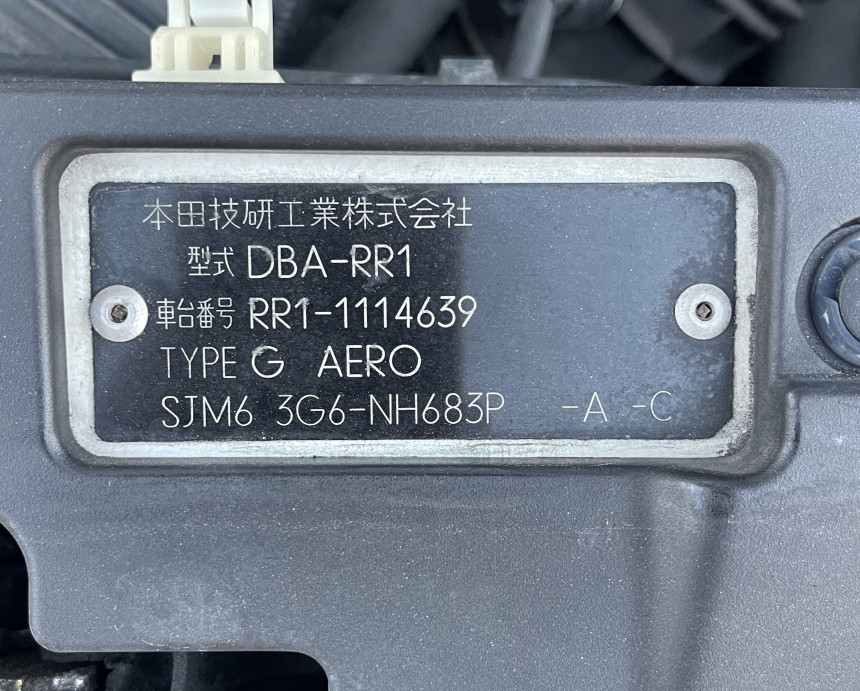 本田技研工業株式会社
型式 DBA-RR1
車台番号 RR1-1114639
TYPE G AERO
SJM6 3G6-NH683P -A -C